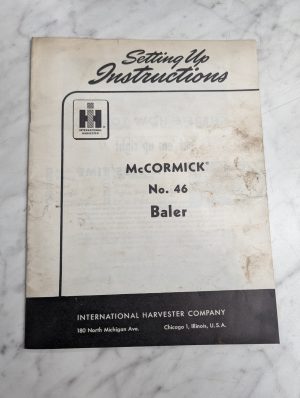 Setting Up
Instructions
IH
INTERNATIONAL
HARVESTER
McCORMICK®
No. 46
Baler
INTERNATIONAL HARVESTER COMPANY
180 North Michigan Ave. Chicago 1, Illinois, U.S.A.